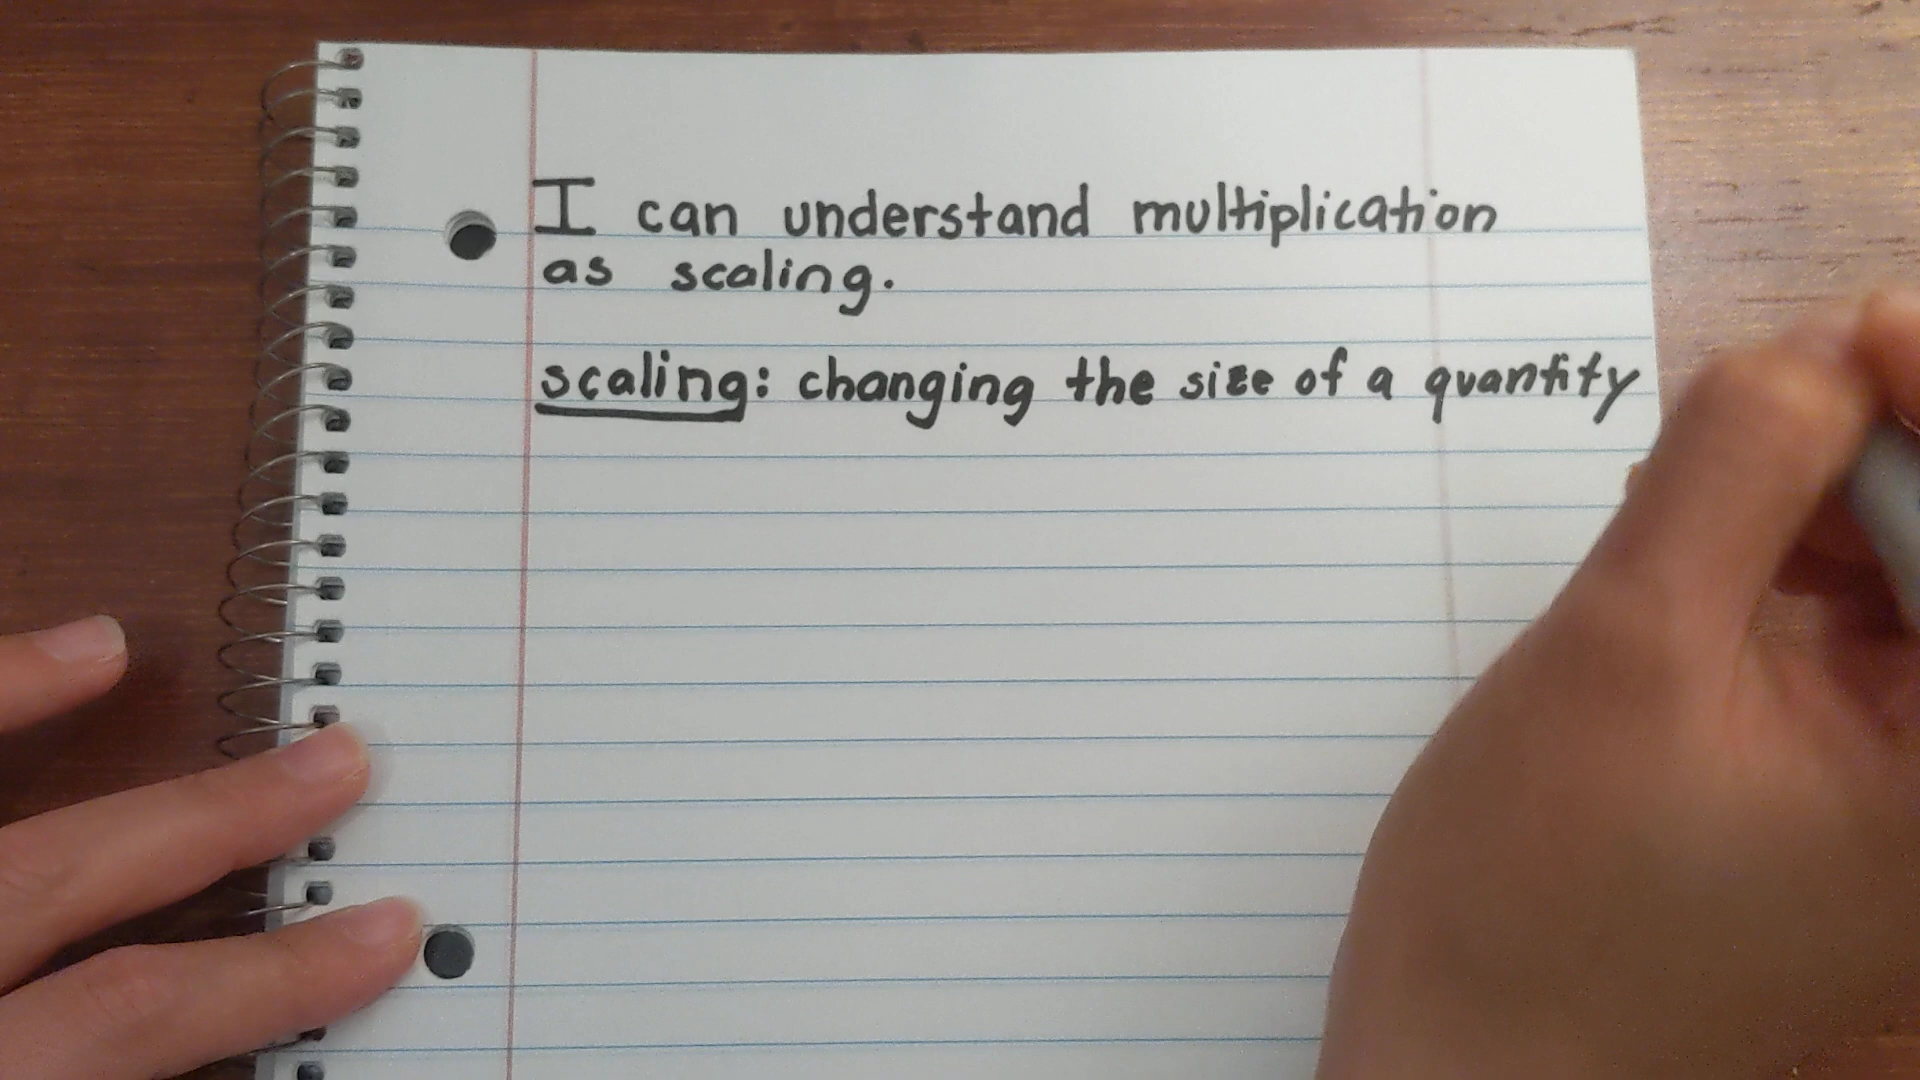 I can understand multiplication
as scaling.
scaling: changing the size of a quantity